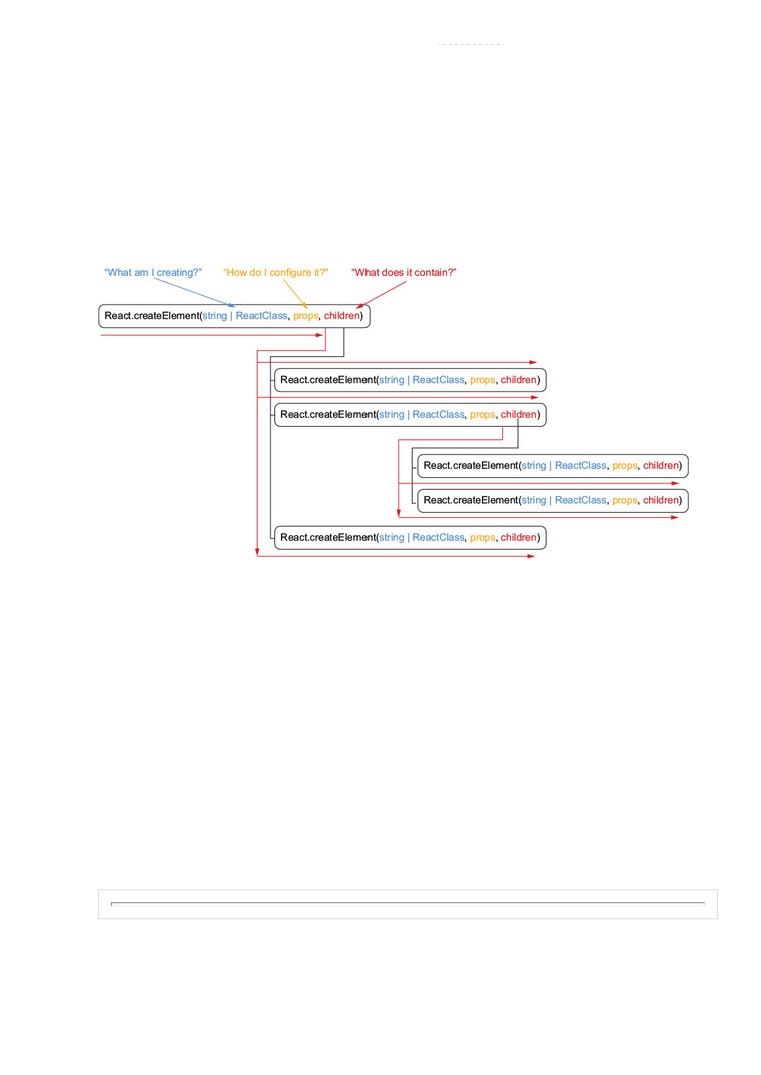 “What am I creating?” “How do I configure it?” “What does it contain?”
React.createElement(string | ReactClass, props, children)
React.createElement(string | ReactClass, props, children)
React.createElement(string | ReactClass, props, children)
React.createElement(string | ReactClass, props, children)
React.createElement(string | ReactClass, props, children)
React.createElement(string | ReactClass, props, children)